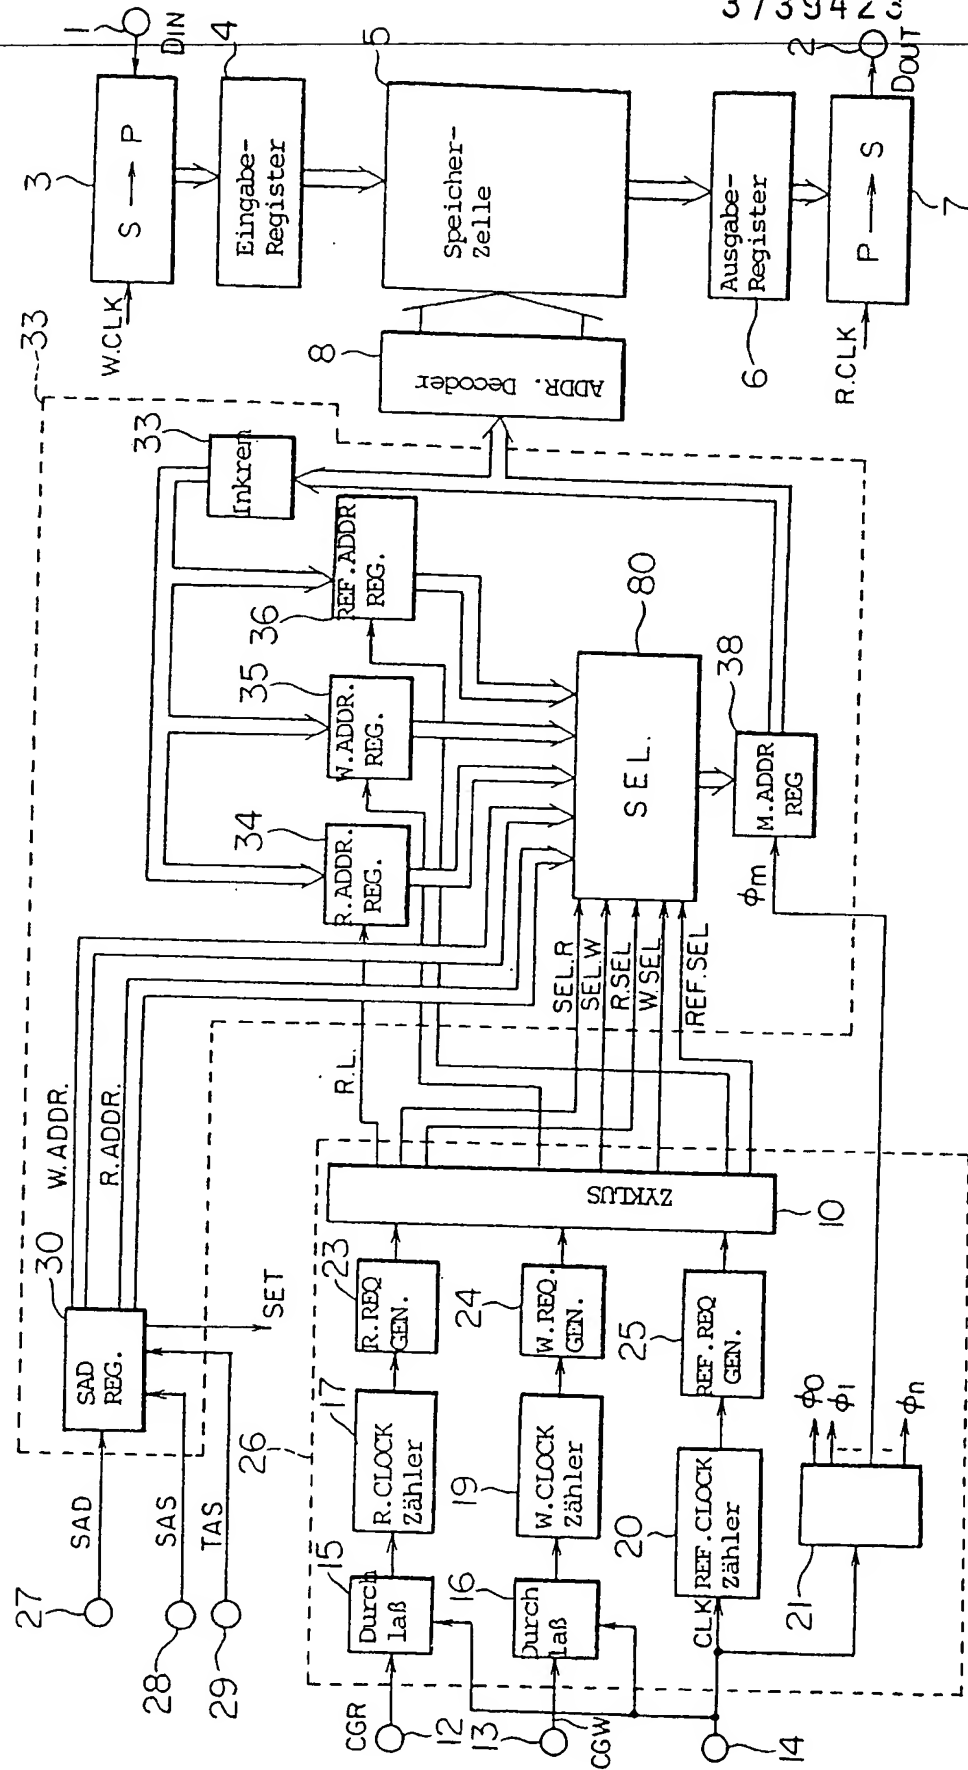 3739423
1
DIN
3
S → P
W.CLK
4
Eingabe-
Register
5
Speicher-
Zelle
6
Ausgabe-
Register
2
DOUT
7
P → S
R.CLK
8
ADDR. Decoder
33
33
Inkrem
36
REF.ADDR
REG.
35
W.ADDR.
REG.
34
R.ADDR.
REG.
80
SEL.
38
M.ADDR
REG
φm
SEL.R
SEL.W
R.SEL
W.SEL
REF.SEL
R.L.
W.ADDR.
R.ADDR.
30
SAD
REG.
SET
SAD
27
SAS
28
TAS
29
26
10
ZYKLUS
23
R.REQ
GEN.
24
W.REQ.
GEN.
25
REF.REQ
GEN.
17
R.CLOCK
Zähler
19
W.CLOCK
Zähler
20
REF.CLOCK
Zähler
15
Durch
laß
16
Durch
laß
CLK
21
φ0
φ1
φn
CGR
12
13
CGW
14